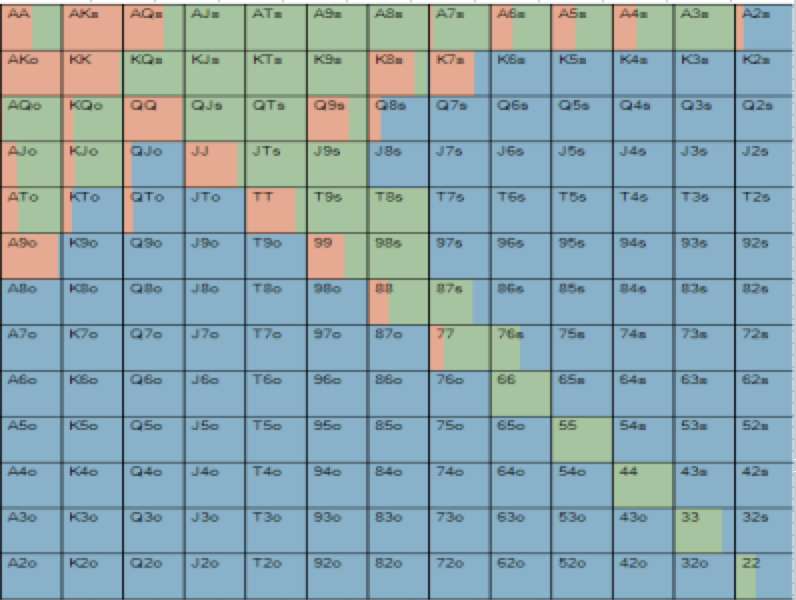 AA AKs AQs AJs ATs A9s A8s A7s A6s A5s A4s A3s A2s
AKo KK KQs KJs KTs K9s K8s K7s K6s K5s K4s K3s K2s
AQo KQo QQ QJs QTs Q9s Q8s Q7s Q6s Q5s Q4s Q3s Q2s
AJo KJo QJo JJ JTs J9s J8s J7s J6s J5s J4s J3s J2s
ATo KTo QTo JTo TT T9s T8s T7s T6s T5s T4s T3s T2s
A9o K9o Q9o J9o T9o 99 98s 97s 96s 95s 94s 93s 92s
A8o K8o Q8o J8o T8o 98o 88 87s 86s 85s 84s 83s 82s
A7o K7o Q7o J7o T7o 97o 87o 77 76s 75s 74s 73s 72s
A6o K6o Q6o J6o T6o 96o 86o 76o 66 65s 64s 63s 62s
A5o K5o Q5o J5o T5o 95o 85o 75o 65o 55 54s 53s 52s
A4o K4o Q4o J4o T4o 94o 84o 74o 64o 54o 44 43s 42s
A3o K3o Q3o J3o T3o 93o 83o 73o 63o 53o 43o 33 32s
A2o K2o Q2o J2o T2o 92o 82o 72o 62o 52o 42o 32o 22